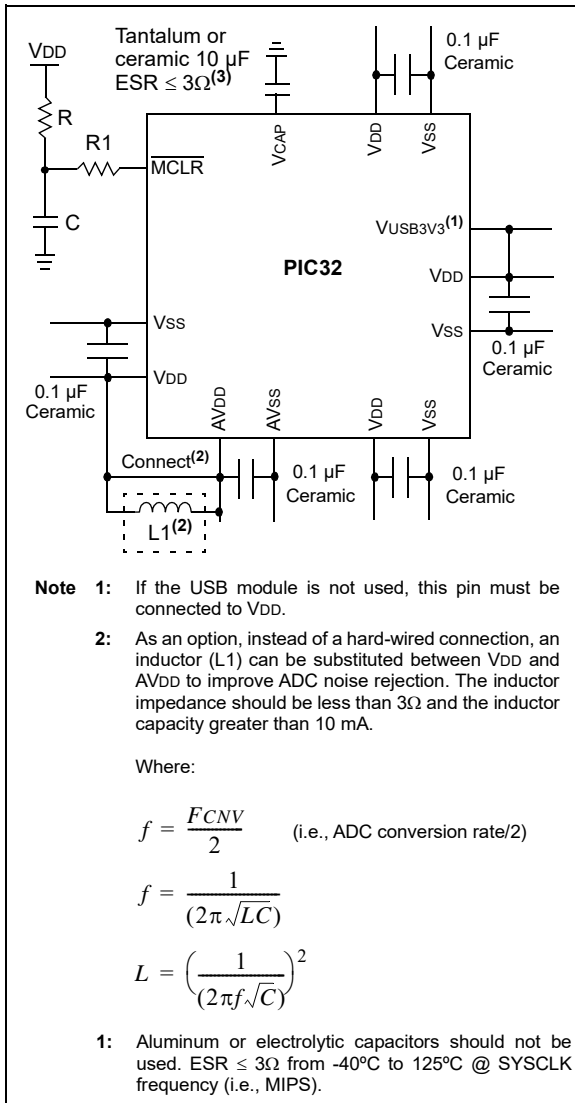 VDD
Tantalum or
ceramic 10 µF
ESR ≤ 3Ω(3)
0.1 µF
Ceramic
R
R1
C
MCLR
VCAP
VDD
VSS
VUSB3V3(1)
VDD
VSS
PIC32
0.1 µF
Ceramic
VSS
VDD
0.1 µF
Ceramic
AVDD
AVSS
VDD
VSS
Connect(2)
L1(2)
0.1 µF
Ceramic
0.1 µF
Ceramic
Note 1: If the USB module is not used, this pin must be
connected to VDD.
2: As an option, instead of a hard-wired connection, an
inductor (L1) can be substituted between VDD and
AVDD to improve ADC noise rejection. The inductor
impedance should be less than 3Ω and the inductor
capacity greater than 10 mA.
Where:
f = FCNV / 2 (i.e., ADC conversion rate/2)
f = 1 / (2π√LC)
L = (1 / (2πf√C))²
1: Aluminum or electrolytic capacitors should not be
used. ESR ≤ 3Ω from -40ºC to 125ºC @ SYSCLK
frequency (i.e., MIPS).